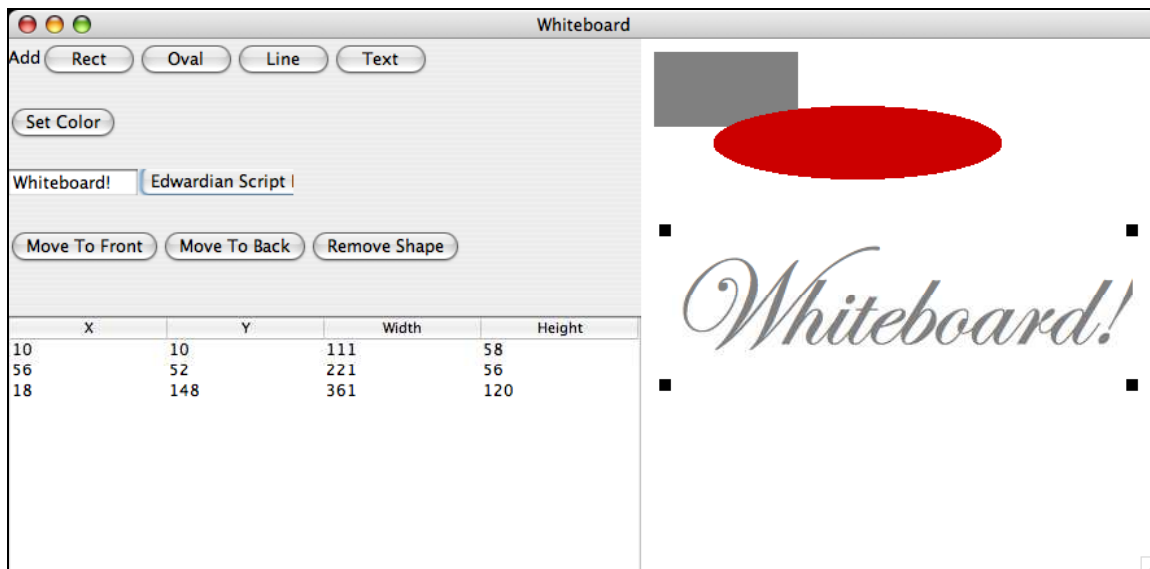 Whiteboard
Add Rect Oval Line Text
Set Color
Whiteboard! Edwardian Script
Move To Front Move To Back Remove Shape
X Y Width Height
10 10 111 58
56 52 221 56
18 148 361 120
Whiteboard!